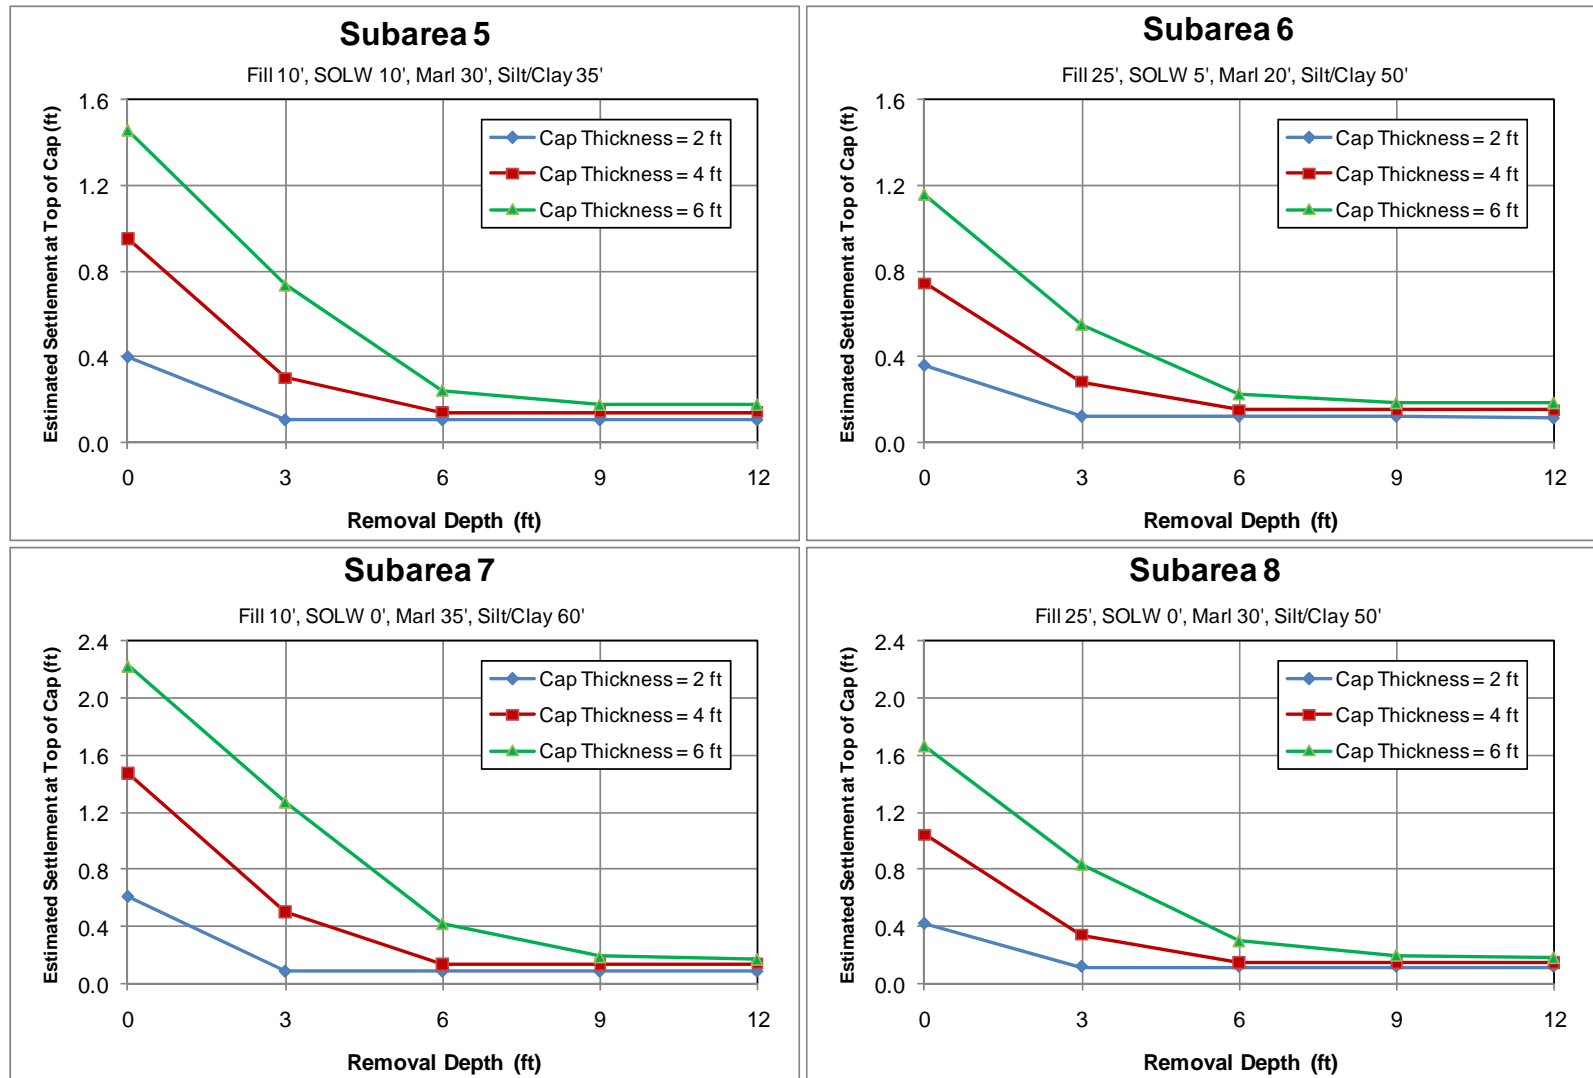 Subarea 5
Fill 10', SOLW 10', Marl 30', Silt/Clay 35'
Estimated Settlement at Top of Cap (ft)
1.6
1.2
0.8
0.4
0.0
Cap Thickness = 2 ft
Cap Thickness = 4 ft
Cap Thickness = 6 ft
0 3 6 9 12
Removal Depth (ft)
Subarea 6
Fill 25', SOLW 5', Marl 20', Silt/Clay 50'
Estimated Settlement at Top of Cap (ft)
1.6
1.2
0.8
0.4
0.0
Cap Thickness = 2 ft
Cap Thickness = 4 ft
Cap Thickness = 6 ft
0 3 6 9 12
Removal Depth (ft)
Subarea 7
Fill 10', SOLW 0', Marl 35', Silt/Clay 60'
Estimated Settlement at Top of Cap (ft)
2.4
2.0
1.6
1.2
0.8
0.4
0.0
Cap Thickness = 2 ft
Cap Thickness = 4 ft
Cap Thickness = 6 ft
0 3 6 9 12
Removal Depth (ft)
Subarea 8
Fill 25', SOLW 0', Marl 30', Silt/Clay 50'
Estimated Settlement at Top of Cap (ft)
2.4
2.0
1.6
1.2
0.8
0.4
0.0
Cap Thickness = 2 ft
Cap Thickness = 4 ft
Cap Thickness = 6 ft
0 3 6 9 12
Removal Depth (ft)